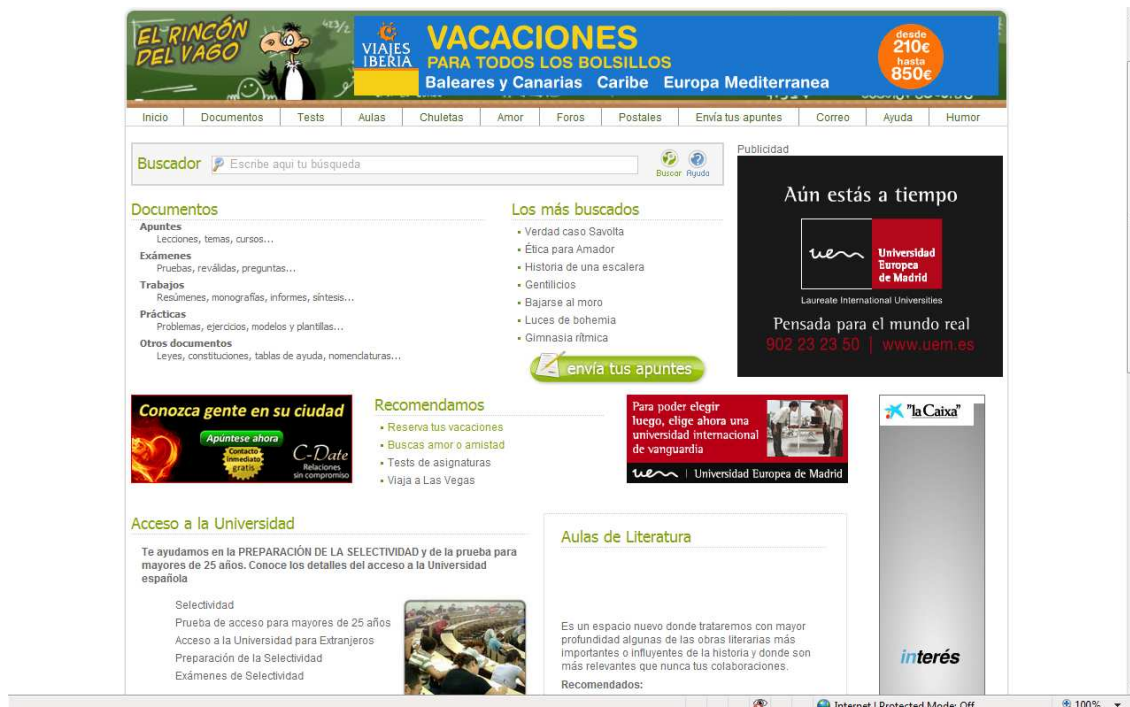 EL RINCÓN
DEL VAGO
VIAJES
IBERIA
VACACIONES
PARA TODOS LOS BOLSILLOS
Baleares y Canarias Caribe Europa Mediterranea
desde
210€
hasta
850€
Inicio Documentos Tests Aulas Chuletas Amor Foros Postales Envía tus apuntes Correo Ayuda Humor
Buscador Escribe aqui tu búsqueda
Buscar Ayuda
Publicidad
Aún estás a tiempo
uem
Universidad
Europea
de Madrid
Laureate International Universities
Pensada para el mundo real
902 23 23 50 | www.uem.es
Documentos
Apuntes
Lecciones, temas, cursos...
Exámenes
Pruebas, reválidas, preguntas...
Trabajos
Resúmenes, monografías, informes, síntesis...
Prácticas
Problemas, ejercicios, modelos y plantillas...
Otros documentos
Leyes, constituciones, tablas de ayuda, nomenclaturas...
Los más buscados
Verdad caso Savolta
Ética para Amador
Historia de una escalera
Gentilicios
Bajarse al moro
Luces de bohemia
Gimnasia rítmica
envía tus apuntes
Conozca gente en su ciudad
Apúntese ahora
Contacto
inmediato
gratis
C-Date
Relaciones
sin compromiso
Recomendamos
Reserva tus vacaciones
Buscas amor o amistad
Tests de asignaturas
Viaja a Las Vegas
Para poder elegir
luego, elige ahora una
universidad internacional
de vanguardia
uem | Universidad Europea de Madrid
"la Caixa"
interés
Acceso a la Universidad
Te ayudamos en la PREPARACIÓN DE LA SELECTIVIDAD y de la prueba para
mayores de 25 años. Conoce los detalles del acceso a la Universidad
española
Selectividad
Prueba de acceso para mayores de 25 años
Acceso a la Universidad para Extranjeros
Preparación de la Selectividad
Exámenes de Selectividad
Aulas de Literatura
Es un espacio nuevo donde trataremos con mayor
profundidad algunas de las obras literarias más
importantes o influyentes de la historia y donde son
más relevantes que nunca tus colaboraciones.
Recomendados:
Internet | Protected Mode: Off 100%